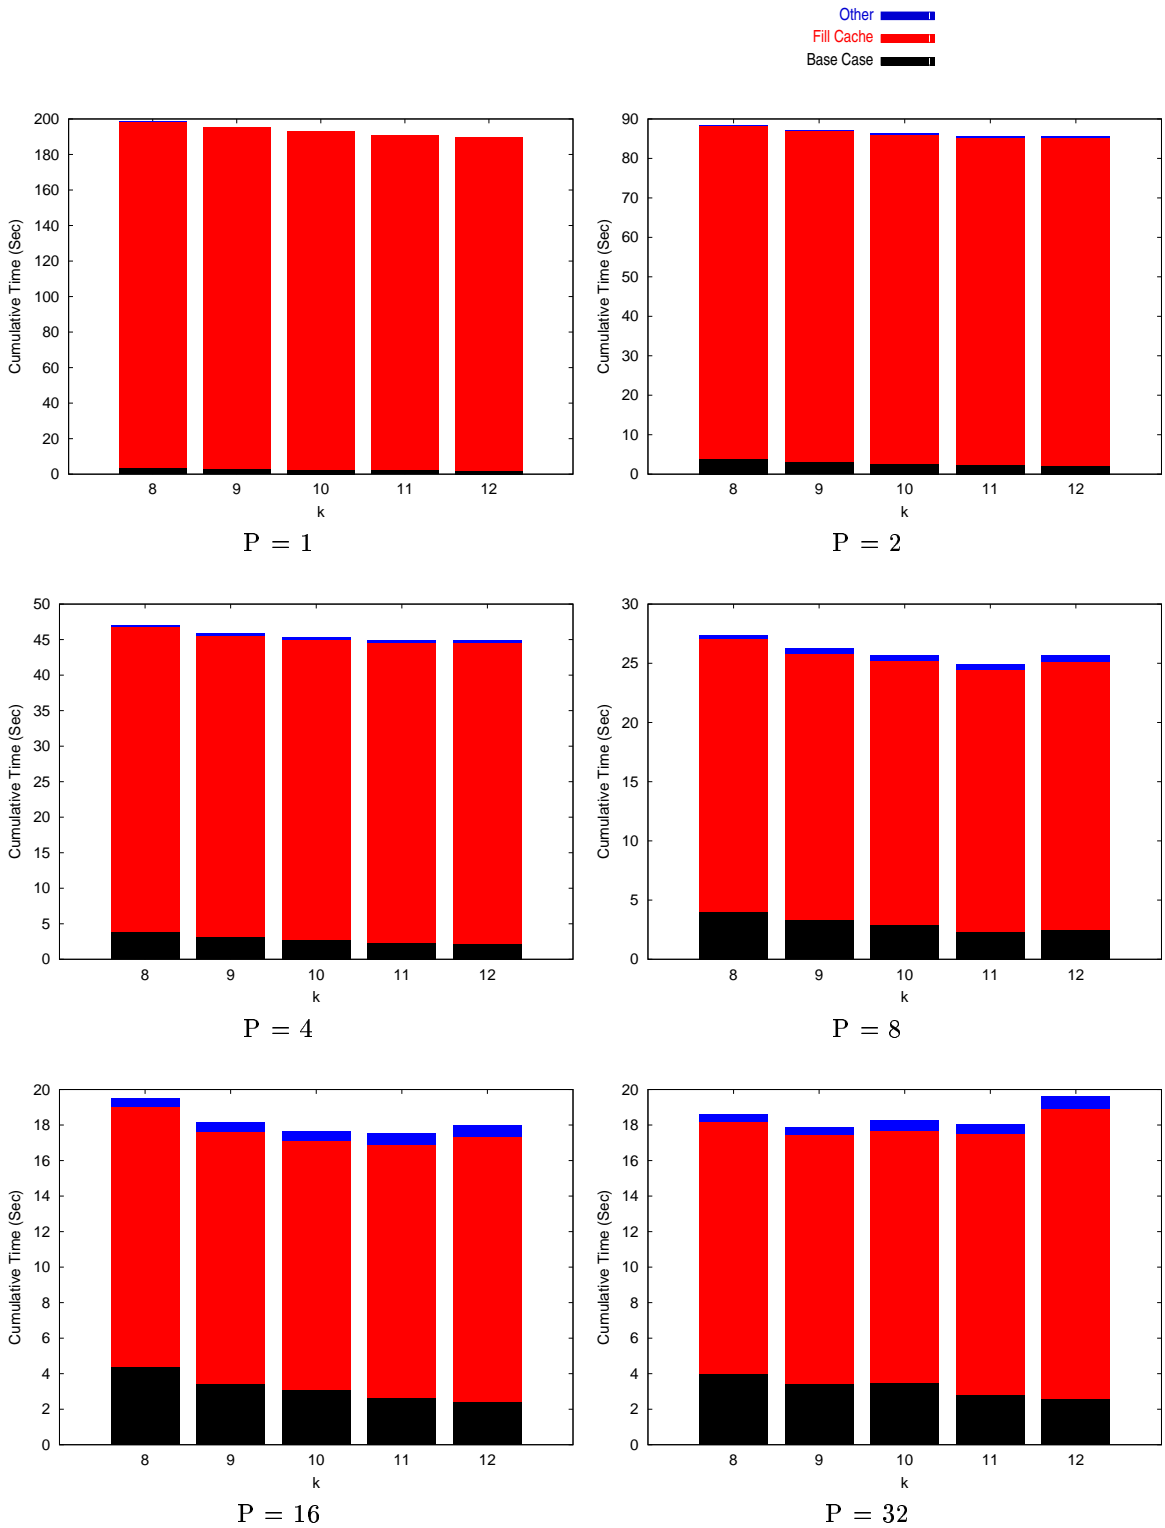 Other
Fill Cache
Base Case
200
180
160
140
120
100
80
60
40
20
0
Cumulative Time (Sec)
8 9 10 11 12
k
P = 1
90
80
70
60
50
40
30
20
10
0
Cumulative Time (Sec)
8 9 10 11 12
k
P = 2
50
45
40
35
30
25
20
15
10
5
0
Cumulative Time (Sec)
8 9 10 11 12
k
P = 4
30
25
20
15
10
5
0
Cumulative Time (Sec)
8 9 10 11 12
k
P = 8
20
18
16
14
12
10
8
6
4
2
0
Cumulative Time (Sec)
8 9 10 11 12
k
P = 16
20
18
16
14
12
10
8
6
4
2
0
Cumulative Time (Sec)
8 9 10 11 12
k
P = 32